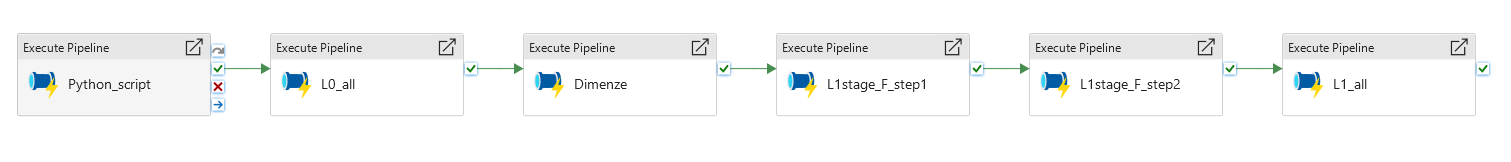 Execute Pipeline
Python_script
Execute Pipeline
L0_all
Execute Pipeline
Dimenze
Execute Pipeline
L1stage_F_step1
Execute Pipeline
L1stage_F_step2
Execute Pipeline
L1_all